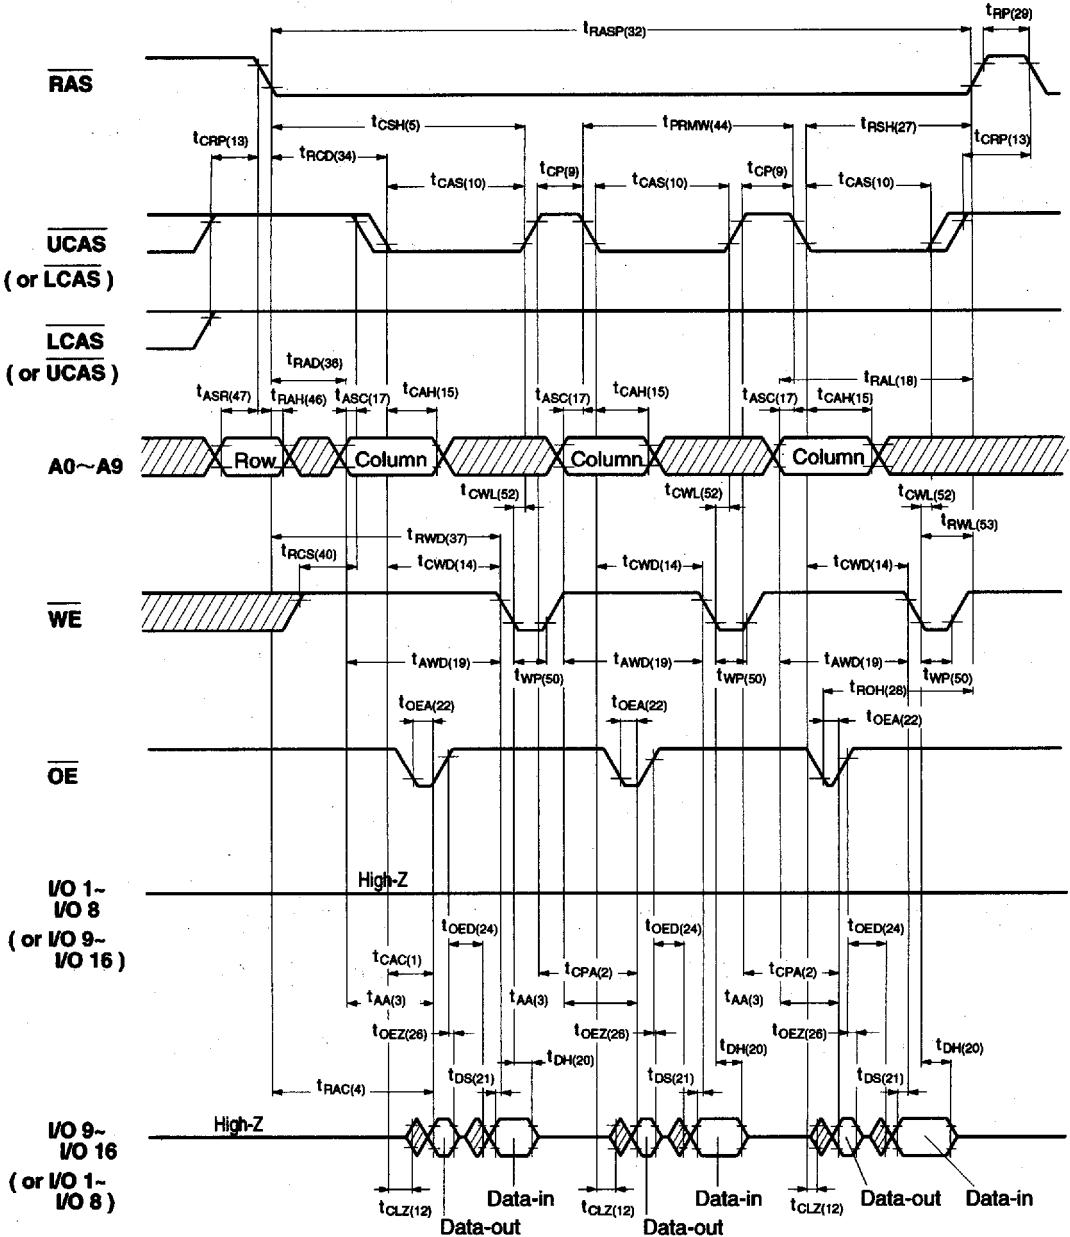 tRASP(32)
tRP(29)
RAS
tCRP(13)
tCSH(5)
tPRMW(44)
tRSH(27)
tCRP(13)
tRCD(34)
tCAS(10)
tCP(9)
tCAS(10)
tCP(9)
tCAS(10)
UCAS
( or LCAS )
LCAS
( or UCAS )
tRAD(36)
tRAL(18)
tASR(47)
tRAH(46)
tASC(17)
tCAH(15)
tASC(17)
tCAH(15)
tASC(17)
tCAH(15)
A0~A9
Row
Column
Column
Column
tCWL(52)
tCWL(52)
tCWL(52)
tRWD(37)
tRWL(53)
tRCS(40)
tCWD(14)
tCWD(14)
tCWD(14)
WE
tAWD(19)
tWP(50)
tAWD(19)
tWP(50)
tAWD(19)
tWP(50)
tROH(28)
tOEA(22)
tOEA(22)
tOEA(22)
OE
I/O 1~
I/O 8
( or I/O 9~
I/O 16 )
High-Z
tOED(24)
tOED(24)
tOED(24)
tCAC(1)
tCPA(2)
tCPA(2)
tAA(3)
tAA(3)
tAA(3)
tOEZ(26)
tOEZ(26)
tOEZ(26)
tDH(20)
tDH(20)
tDH(20)
tRAC(4)
tDS(21)
tDS(21)
tDS(21)
I/O 9~
I/O 16
( or I/O 1~
I/O 8 )
High-Z
tCLZ(12)
Data-in
Data-out
tCLZ(12)
Data-in
Data-out
tCLZ(12)
Data-out
Data-in